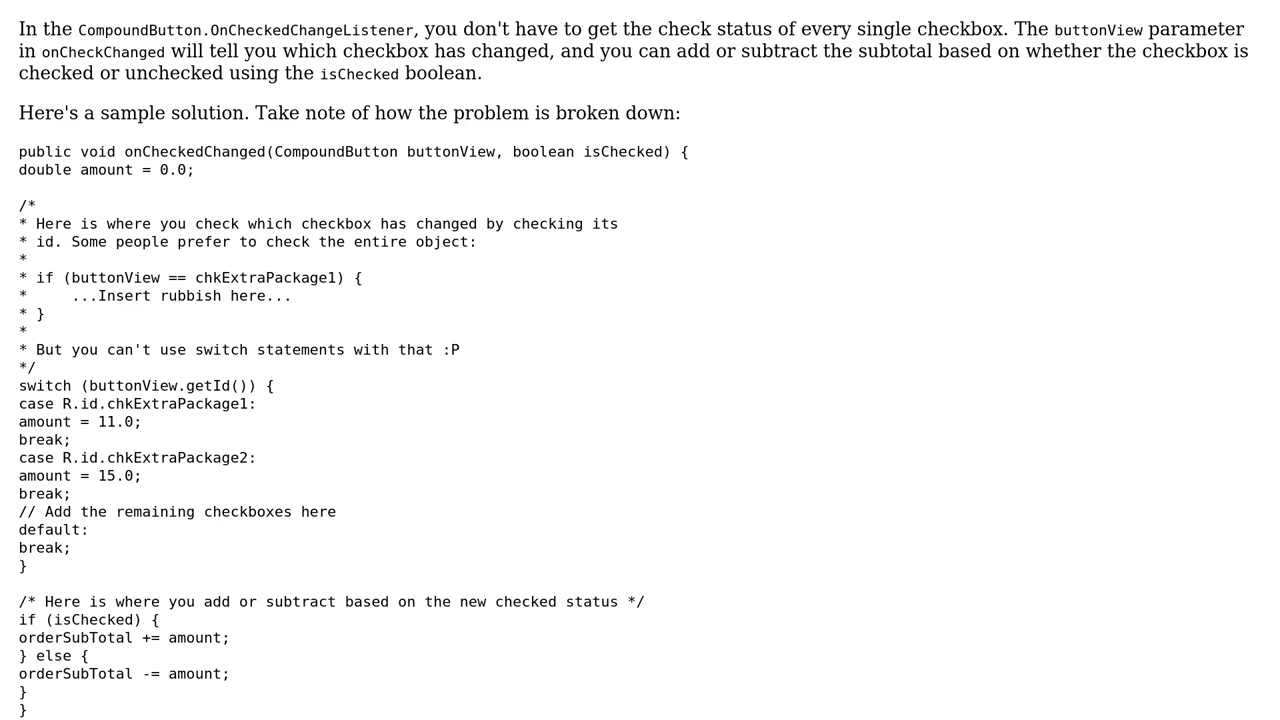 In the CompoundButton.OnCheckedChangeListener, you don't have to get the check status of every single checkbox. The buttonView parameter
in onCheckChanged will tell you which checkbox has changed, and you can add or subtract the subtotal based on whether the checkbox is
checked or unchecked using the isChecked boolean.
Here's a sample solution. Take note of how the problem is broken down:
public void onCheckedChanged(CompoundButton buttonView, boolean isChecked) {
double amount = 0.0;
/*
* Here is where you check which checkbox has changed by checking its
* id. Some people prefer to check the entire object:
*
* if (buttonView == chkExtraPackage1) {
*     ...Insert rubbish here...
* }
*
* But you can't use switch statements with that :P
*/
switch (buttonView.getId()) {
case R.id.chkExtraPackage1:
amount = 11.0;
break;
case R.id.chkExtraPackage2:
amount = 15.0;
break;
// Add the remaining checkboxes here
default:
break;
}
/* Here is where you add or subtract based on the new checked status */
if (isChecked) {
orderSubTotal += amount;
} else {
orderSubTotal -= amount;
}
}